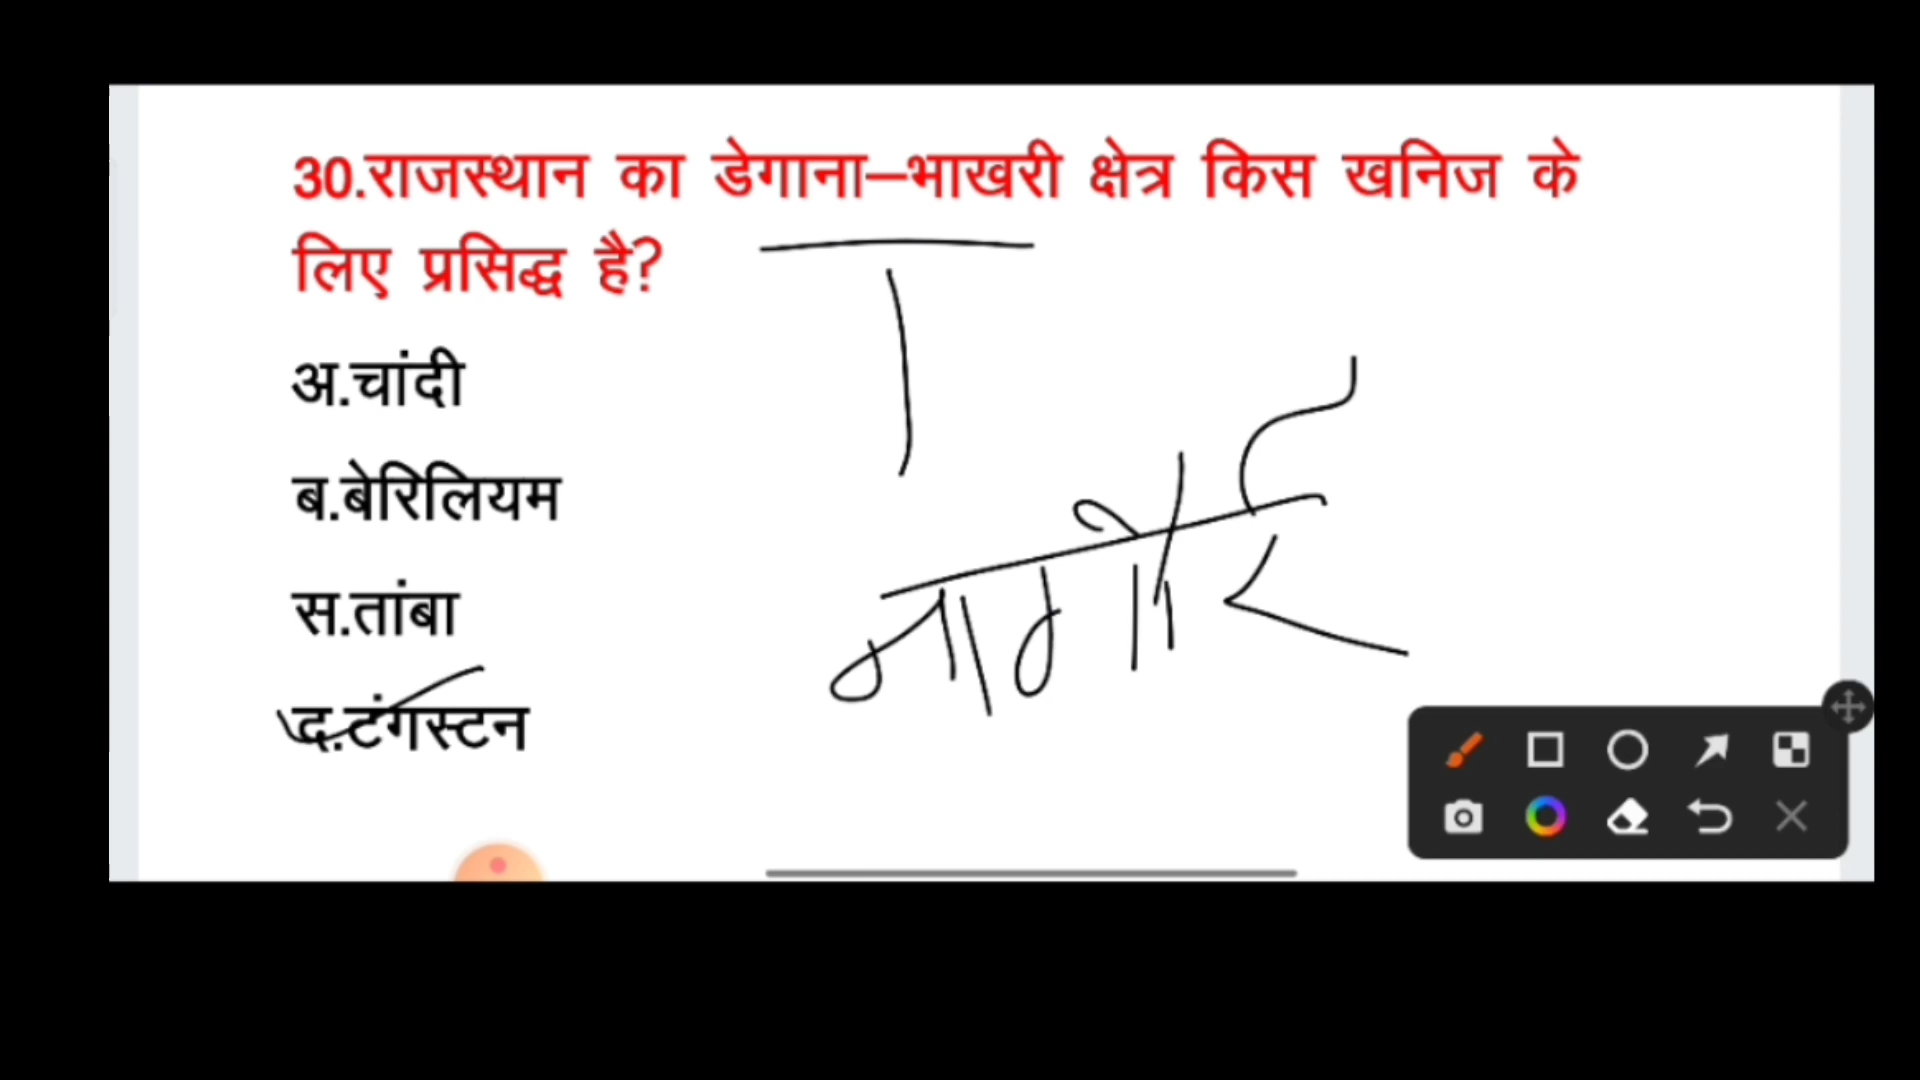 30.राजस्थान का डेगाना–भाखरी क्षेत्र किस खनिज के
लिए प्रसिद्ध है?
अ.चांदी
ब.बेरिलियम
स.तांबा
द.टंगस्टन
नागौर